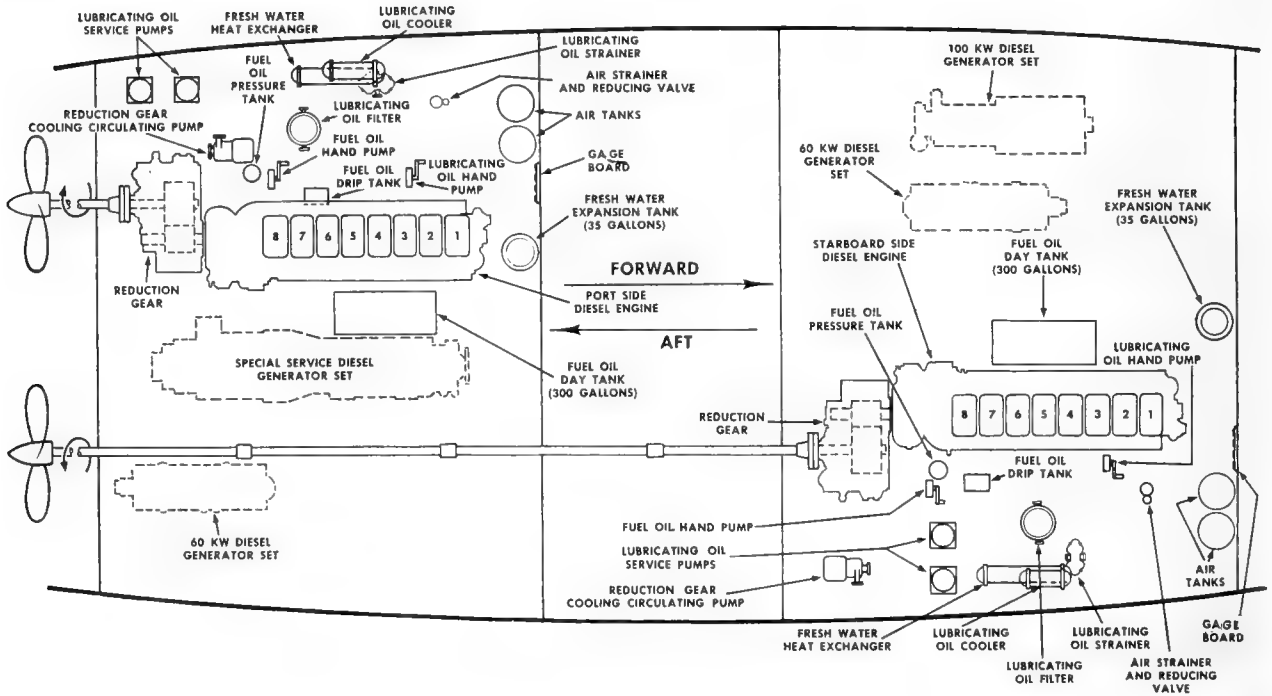 LUBRICATING OIL
SERVICE PUMPS
FRESH WATER
HEAT EXCHANGER
LUBRICATING
OIL COOLER
LUBRICATING
OIL STRAINER
FUEL
OIL
PRESSURE
TANK
AIR STRAINER
AND REDUCING VALVE
REDUCTION GEAR
COOLING CIRCULATING PUMP
LUBRICATING
OIL FILTER
AIR TANKS
FUEL OIL
HAND PUMP
FUEL OIL
DRIP TANK
LUBRICATING
OIL HAND
PUMP
GAGE
BOARD
FRESH WATER
EXPANSION TANK
(35 GALLONS)
8 7 6 5 4 3 2 1
REDUCTION
GEAR
PORT SIDE
DIESEL ENGINE
FORWARD
AFT
SPECIAL SERVICE DIESEL
GENERATOR SET
FUEL OIL
DAY TANK
(300 GALLONS)
60 KW DIESEL
GENERATOR SET
100 KW DIESEL
GENERATOR SET
60 KW DIESEL
GENERATOR
SET
FRESH WATER
EXPANSION TANK
(35 GALLONS)
STARBOARD SIDE
DIESEL ENGINE
FUEL OIL
DAY TANK
(300 GALLONS)
FUEL OIL
PRESSURE TANK
LUBRICATING
OIL HAND PUMP
8 7 6 5 4 3 2 1
REDUCTION
GEAR
FUEL OIL
DRIP TANK
FUEL OIL HAND PUMP
LUBRICATING OIL
SERVICE PUMPS
REDUCTION GEAR
COOLING CIRCULATING PUMP
AIR
TANKS
FRESH WATER
HEAT EXCHANGER
LUBRICATING
OIL COOLER
LUBRICATING
OIL FILTER
LUBRICATING
OIL STRAINER
AIR STRAINER
AND REDUCING
VALVE
GAGE
BOARD